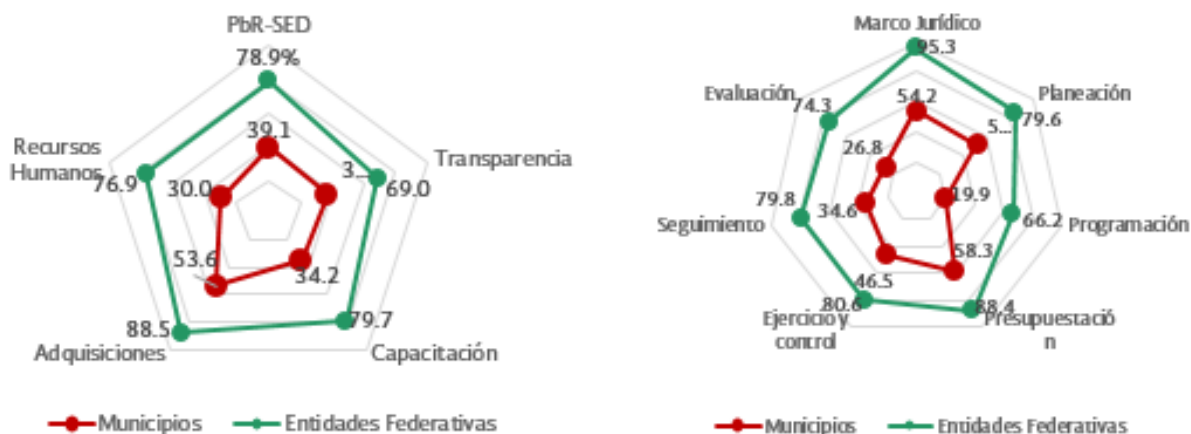 PbR-SED
78.9%
39.1
Transparencia
3...
69.0
Recursos
Humanos
76.9
30.0
53.6
34.2
88.5
79.7
Adquisiciones
Capacitación
Municipios
Entidades Federativas
Marco Jurídico
95.3
Evaluación
74.3
54.2
Planeación
5...
79.6
26.8
19.9
79.8
34.6
66.2
Seguimiento
Programación
58.3
46.5
80.6
88.4
Ejercicio y
control
Presupuestació
n
Municipios
Entidades Federativas